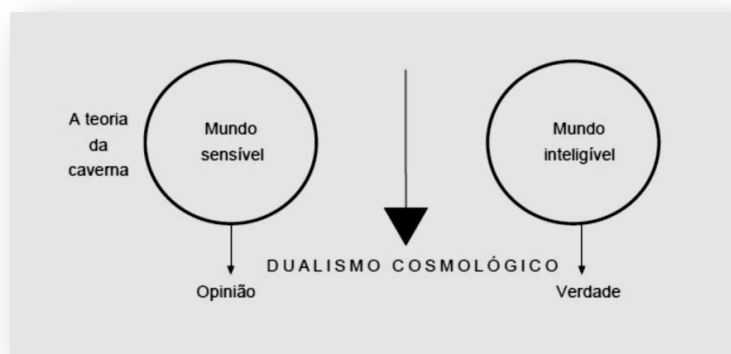 A teoria
da
caverna
Mundo
sensível
Mundo
inteligível
DUALISMO COSMOLÓGICO
Opinião
Verdade